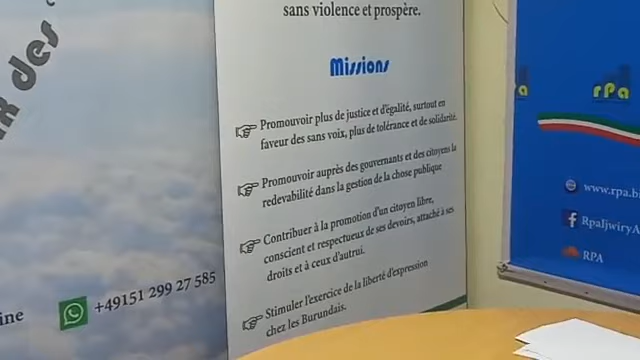 x des
ine
+49151 299 27 585
sans violence et prospère.
Missions
Promouvoir plus de justice et d'égalité, surtout en
faveur des sans voix, plus de tolérance et de solidarité.
Promouvoir auprès des gouvernants et des citoyens la
redevabilité dans la gestion de la chose publique
Contribuer à la promotion d'un citoyen libre,
conscient et respectueux de ses devoirs, attaché à ses
droits et à ceux d'autrui.
Stimuler l'exercice de la liberté d'expression
chez les Burundais.
a
rPa
www.rpa.bi
RpaIjwiryA
RPA